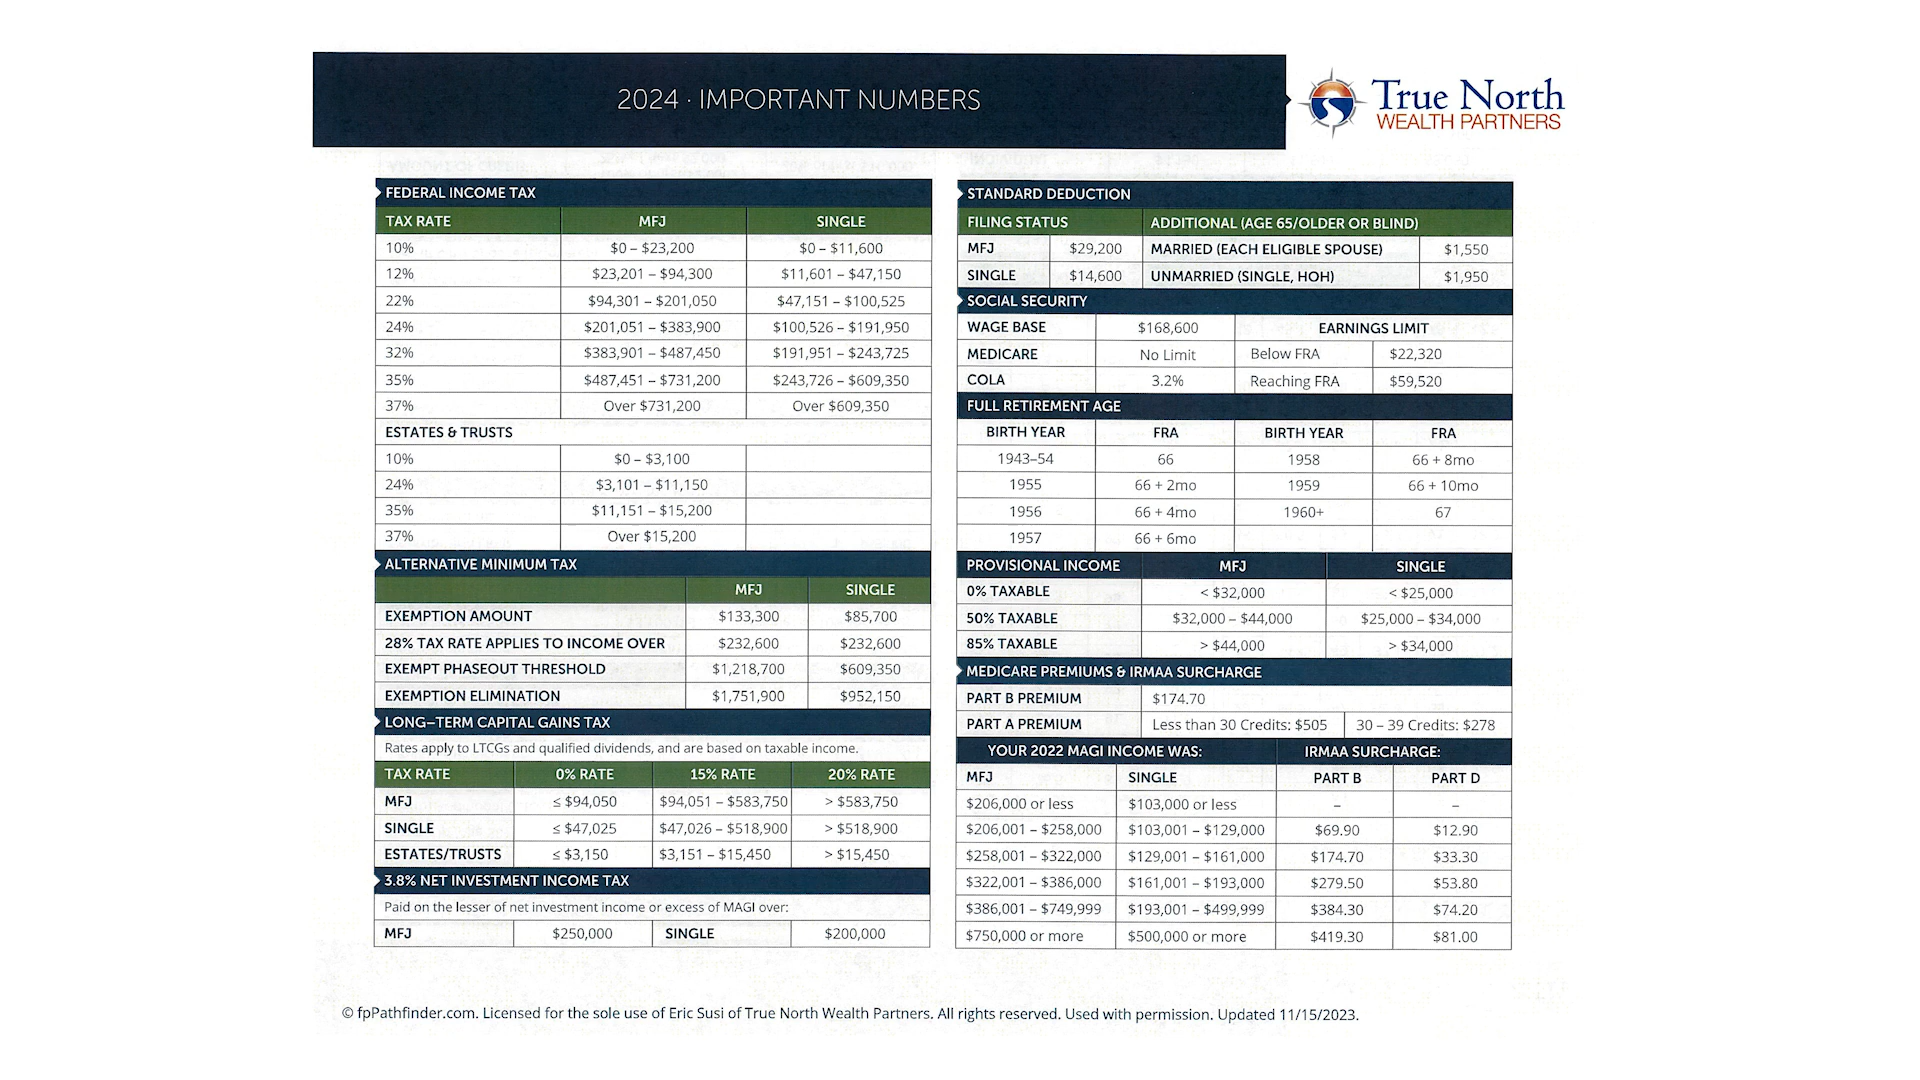 2024 · IMPORTANT NUMBERS
True North
WEALTH PARTNERS
FEDERAL INCOME TAX
TAX RATE MFJ SINGLE
10% $0 – $23,200 $0 – $11,600
12% $23,201 – $94,300 $11,601 – $47,150
22% $94,301 – $201,050 $47,151 – $100,525
24% $201,051 – $383,900 $100,526 – $191,950
32% $383,901 – $487,450 $191,951 – $243,725
35% $487,451 – $731,200 $243,726 – $609,350
37% Over $731,200 Over $609,350
ESTATES & TRUSTS
10% $0 – $3,100
24% $3,101 – $11,150
35% $11,151 – $15,200
37% Over $15,200
ALTERNATIVE MINIMUM TAX
MFJ SINGLE
EXEMPTION AMOUNT $133,300 $85,700
28% TAX RATE APPLIES TO INCOME OVER $232,600 $232,600
EXEMPT PHASEOUT THRESHOLD $1,218,700 $609,350
EXEMPTION ELIMINATION $1,751,900 $952,150
LONG–TERM CAPITAL GAINS TAX
Rates apply to LTCGs and qualified dividends, and are based on taxable income.
TAX RATE 0% RATE 15% RATE 20% RATE
MFJ ≤ $94,050 $94,051 – $583,750 > $583,750
SINGLE ≤ $47,025 $47,026 – $518,900 > $518,900
ESTATES/TRUSTS ≤ $3,150 $3,151 – $15,450 > $15,450
3.8% NET INVESTMENT INCOME TAX
Paid on the lesser of net investment income or excess of MAGI over:
MFJ $250,000 SINGLE $200,000
STANDARD DEDUCTION
FILING STATUS ADDITIONAL (AGE 65/OLDER OR BLIND)
MFJ $29,200 MARRIED (EACH ELIGIBLE SPOUSE) $1,550
SINGLE $14,600 UNMARRIED (SINGLE, HOH) $1,950
SOCIAL SECURITY
WAGE BASE $168,600 EARNINGS LIMIT
MEDICARE No Limit Below FRA $22,320
COLA 3.2% Reaching FRA $59,520
FULL RETIREMENT AGE
BIRTH YEAR FRA BIRTH YEAR FRA
1943–54 66 1958 66 + 8mo
1955 66 + 2mo 1959 66 + 10mo
1956 66 + 4mo 1960+ 67
1957 66 + 6mo
PROVISIONAL INCOME MFJ SINGLE
0% TAXABLE < $32,000 < $25,000
50% TAXABLE $32,000 – $44,000 $25,000 – $34,000
85% TAXABLE > $44,000 > $34,000
MEDICARE PREMIUMS & IRMAA SURCHARGE
PART B PREMIUM $174.70
PART A PREMIUM Less than 30 Credits: $505 30 – 39 Credits: $278
YOUR 2022 MAGI INCOME WAS: IRMAA SURCHARGE:
MFJ SINGLE PART B PART D
$206,000 or less $103,000 or less – –
$206,001 – $258,000 $103,001 – $129,000 $69.90 $12.90
$258,001 – $322,000 $129,001 – $161,000 $174.70 $33.30
$322,001 – $386,000 $161,001 – $193,000 $279.50 $53.80
$386,001 – $749,999 $193,001 – $499,999 $384.30 $74.20
$750,000 or more $500,000 or more $419.30 $81.00
© fpPathfinder.com. Licensed for the sole use of Eric Susi of True North Wealth Partners. All rights reserved. Used with permission. Updated 11/15/2023.